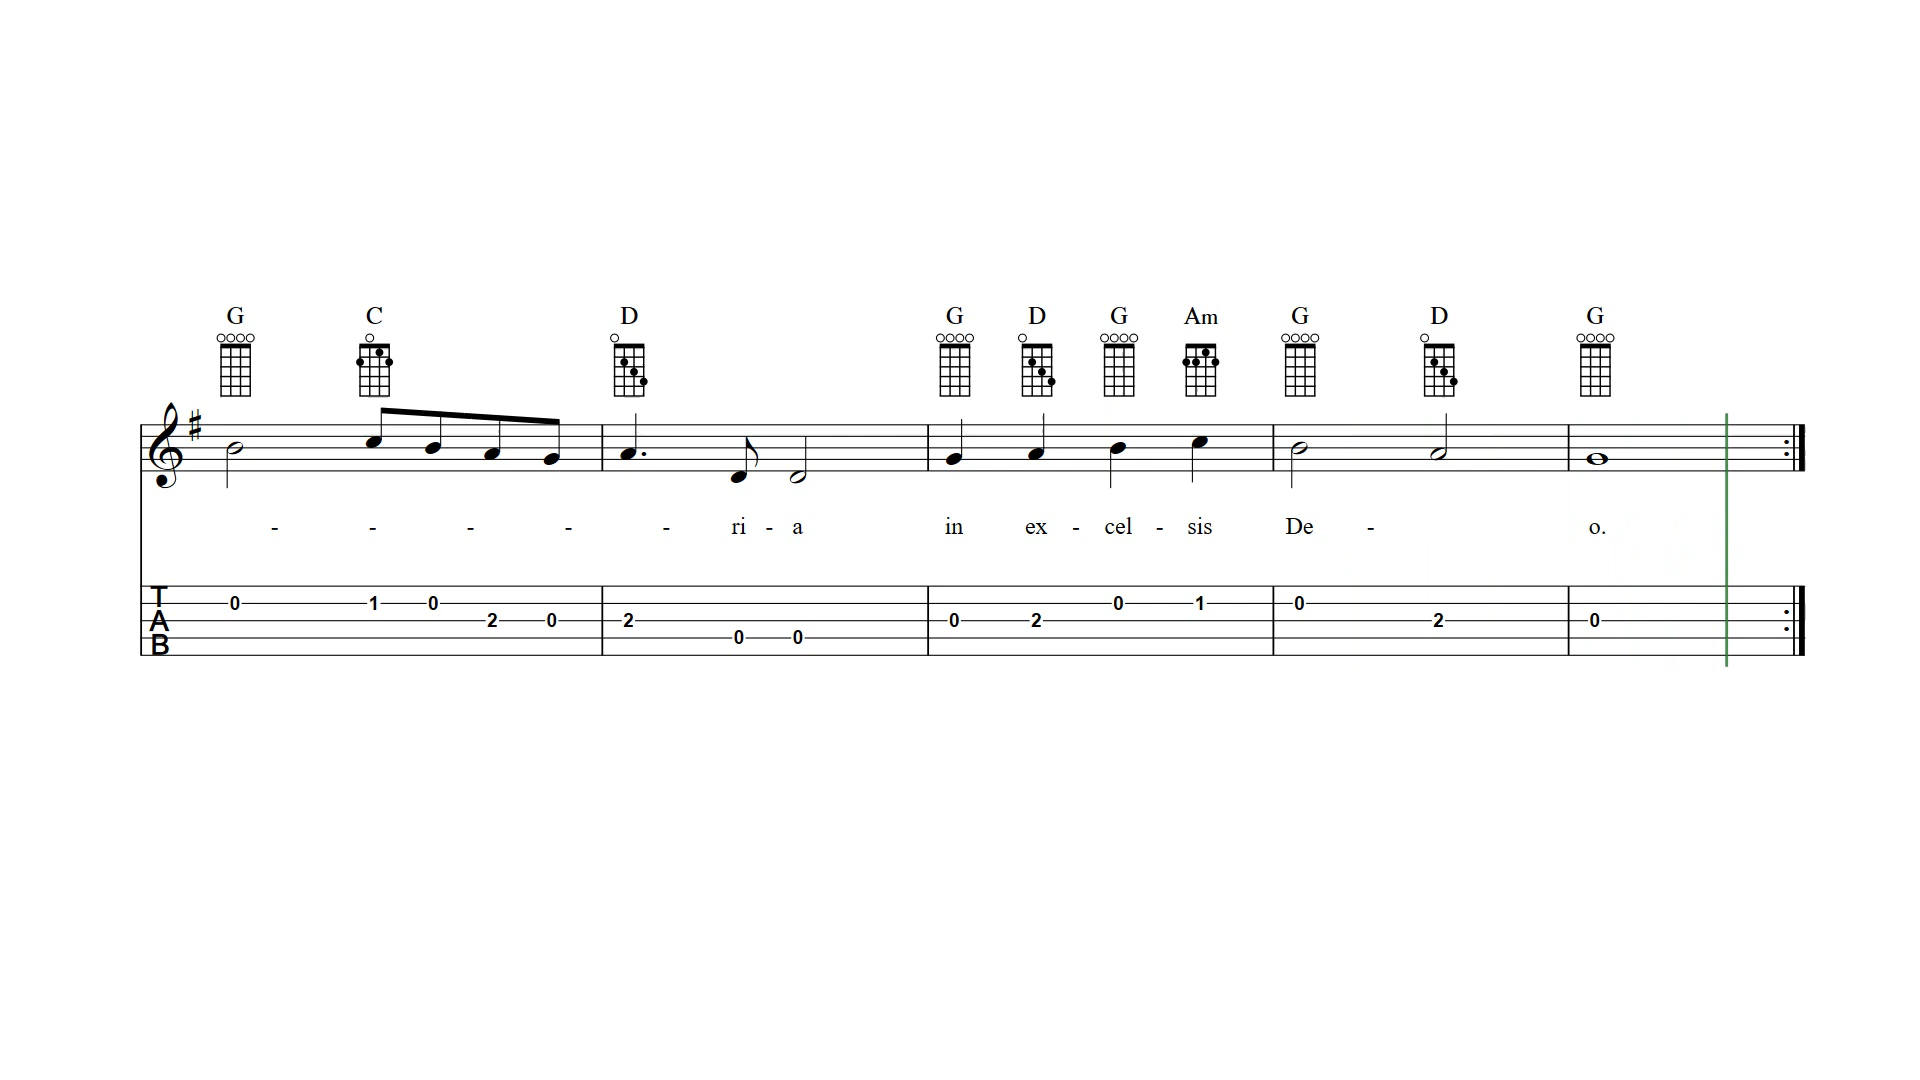 G C D G D G Am G D G
- - - - - ri - a in ex - cel - sis De - o.
T 0 1 0 0 1 0
A 2 0 2 0 2 2 0
B 0 0